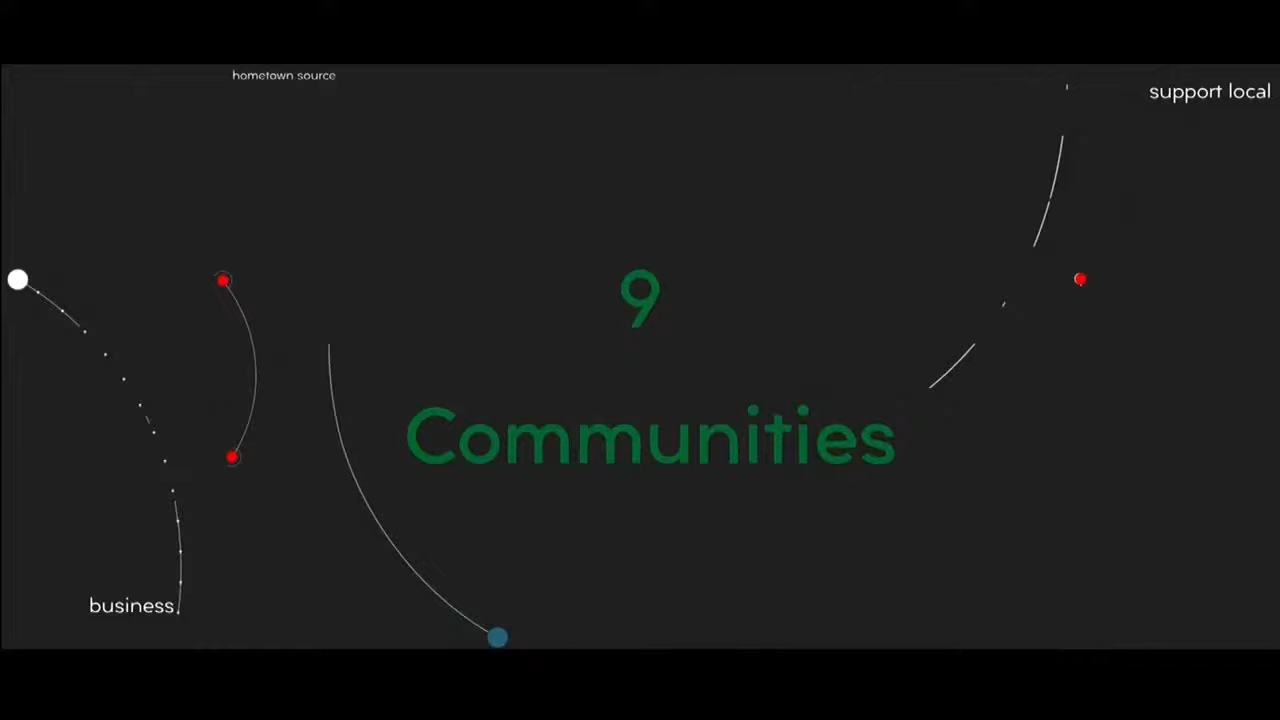 hometown source
support local
9
Communities
business